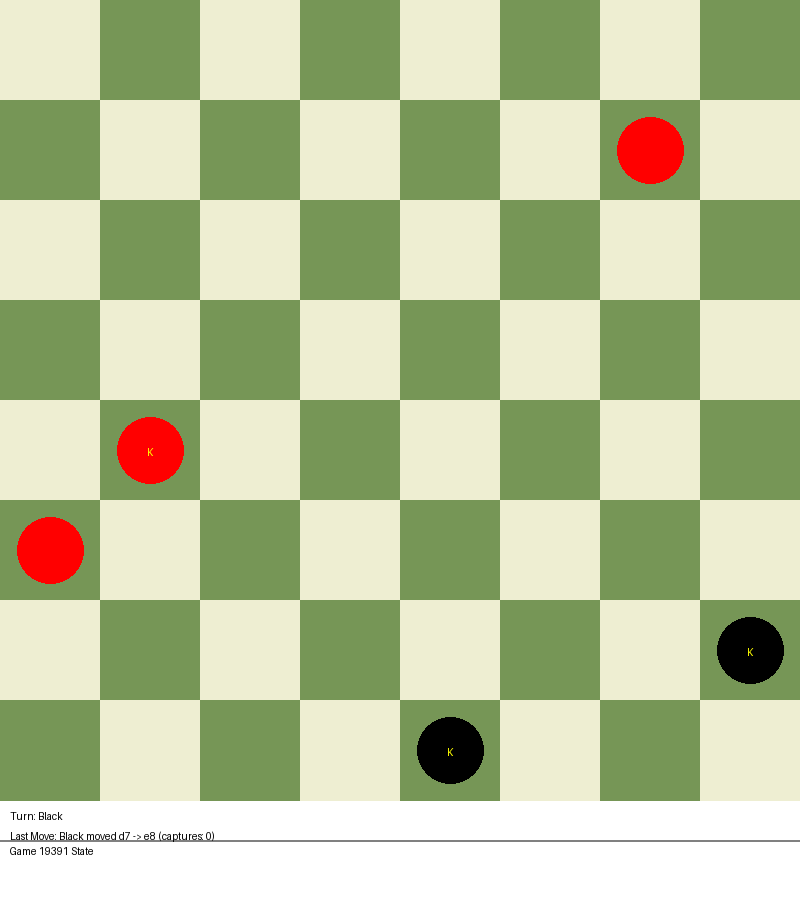 K
K
K
Turn: Black
Last Move: Black moved d7 -> e8 (captures: 0)
Game 19391 State